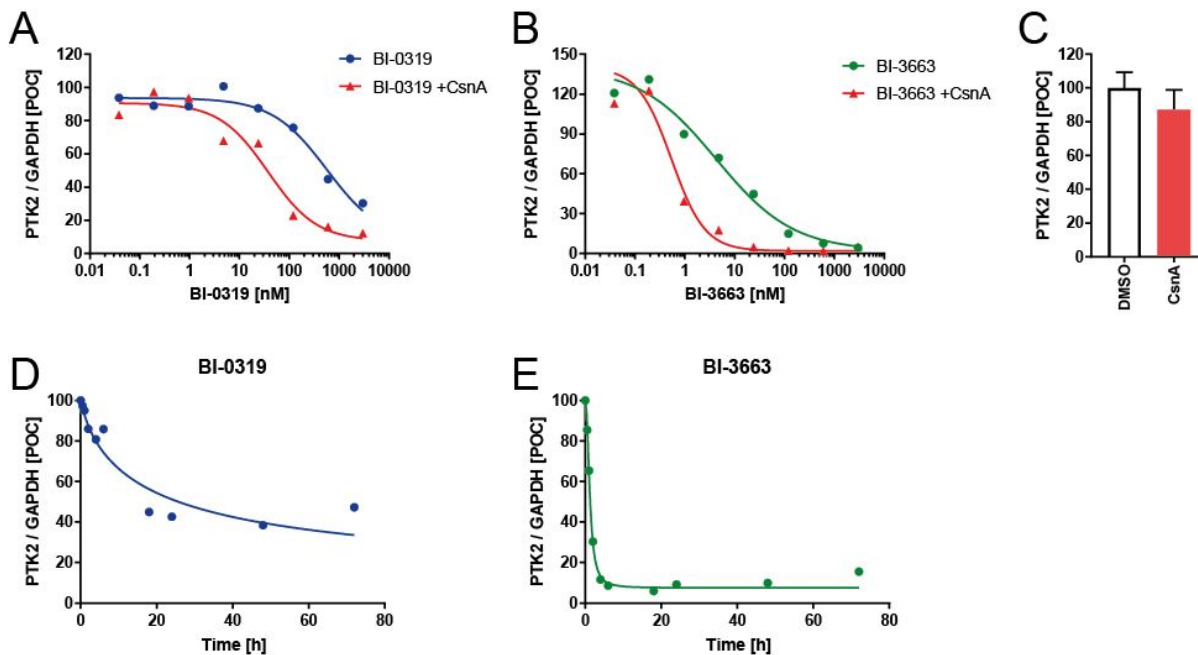 A
PTK2 / GAPDH [POC]
120
100
80
60
40
20
0
0.01 0.1 1 10 100 1000 10000
BI-0319 [nM]
BI-0319
BI-0319 +CsnA
B
PTK2 / GAPDH [POC]
150
120
90
60
30
0
0.01 0.1 1 10 100 1000 10000
BI-3663 [nM]
BI-3663
BI-3663 +CsnA
C
PTK2 / GAPDH [POC]
120
100
80
60
40
20
0
DMSO
CsnA
D
BI-0319
PTK2 / GAPDH [POC]
100
80
60
40
20
0
0 20 40 60 80
Time [h]
E
BI-3663
PTK2 / GAPDH [POC]
100
80
60
40
20
0
0 20 40 60 80
Time [h]